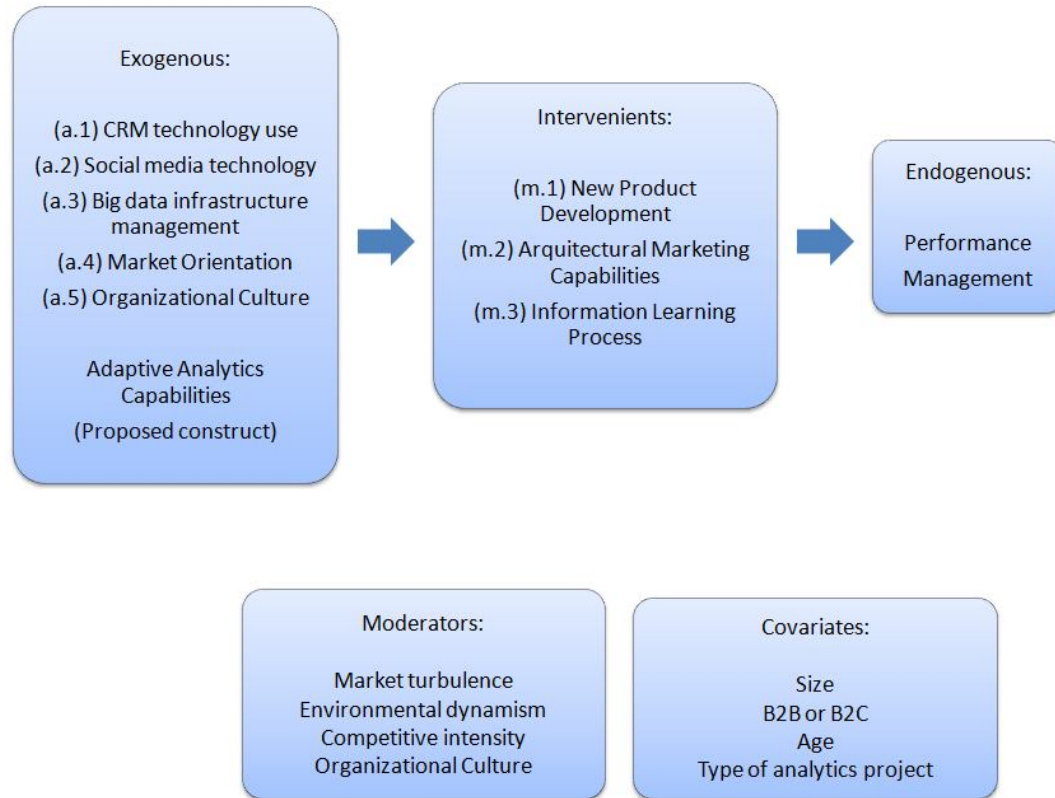 Exogenous:
(a.1) CRM technology use
(a.2) Social media technology
(a.3) Big data infrastructure
management
(a.4) Market Orientation
(a.5) Organizational Culture
Adaptive Analytics
Capabilities
(Proposed construct)
Intervenients:
(m.1) New Product
Development
(m.2) Arquitectural Marketing
Capabilities
(m.3) Information Learning
Process
Endogenous:
Performance
Management
Moderators:
Market turbulence
Environmental dynamism
Competitive intensity
Organizational Culture
Covariates:
Size
B2B or B2C
Age
Type of analytics project